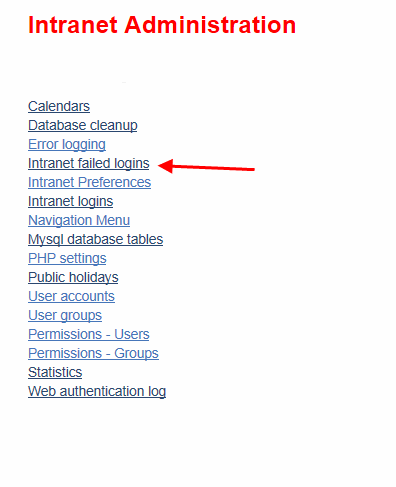 Intranet Administration
Calendars
Database cleanup
Error logging
Intranet failed logins
Intranet Preferences
Intranet logins
Navigation Menu
Mysql database tables
PHP settings
Public holidays
User accounts
User groups
Permissions - Users
Permissions - Groups
Statistics
Web authentication log